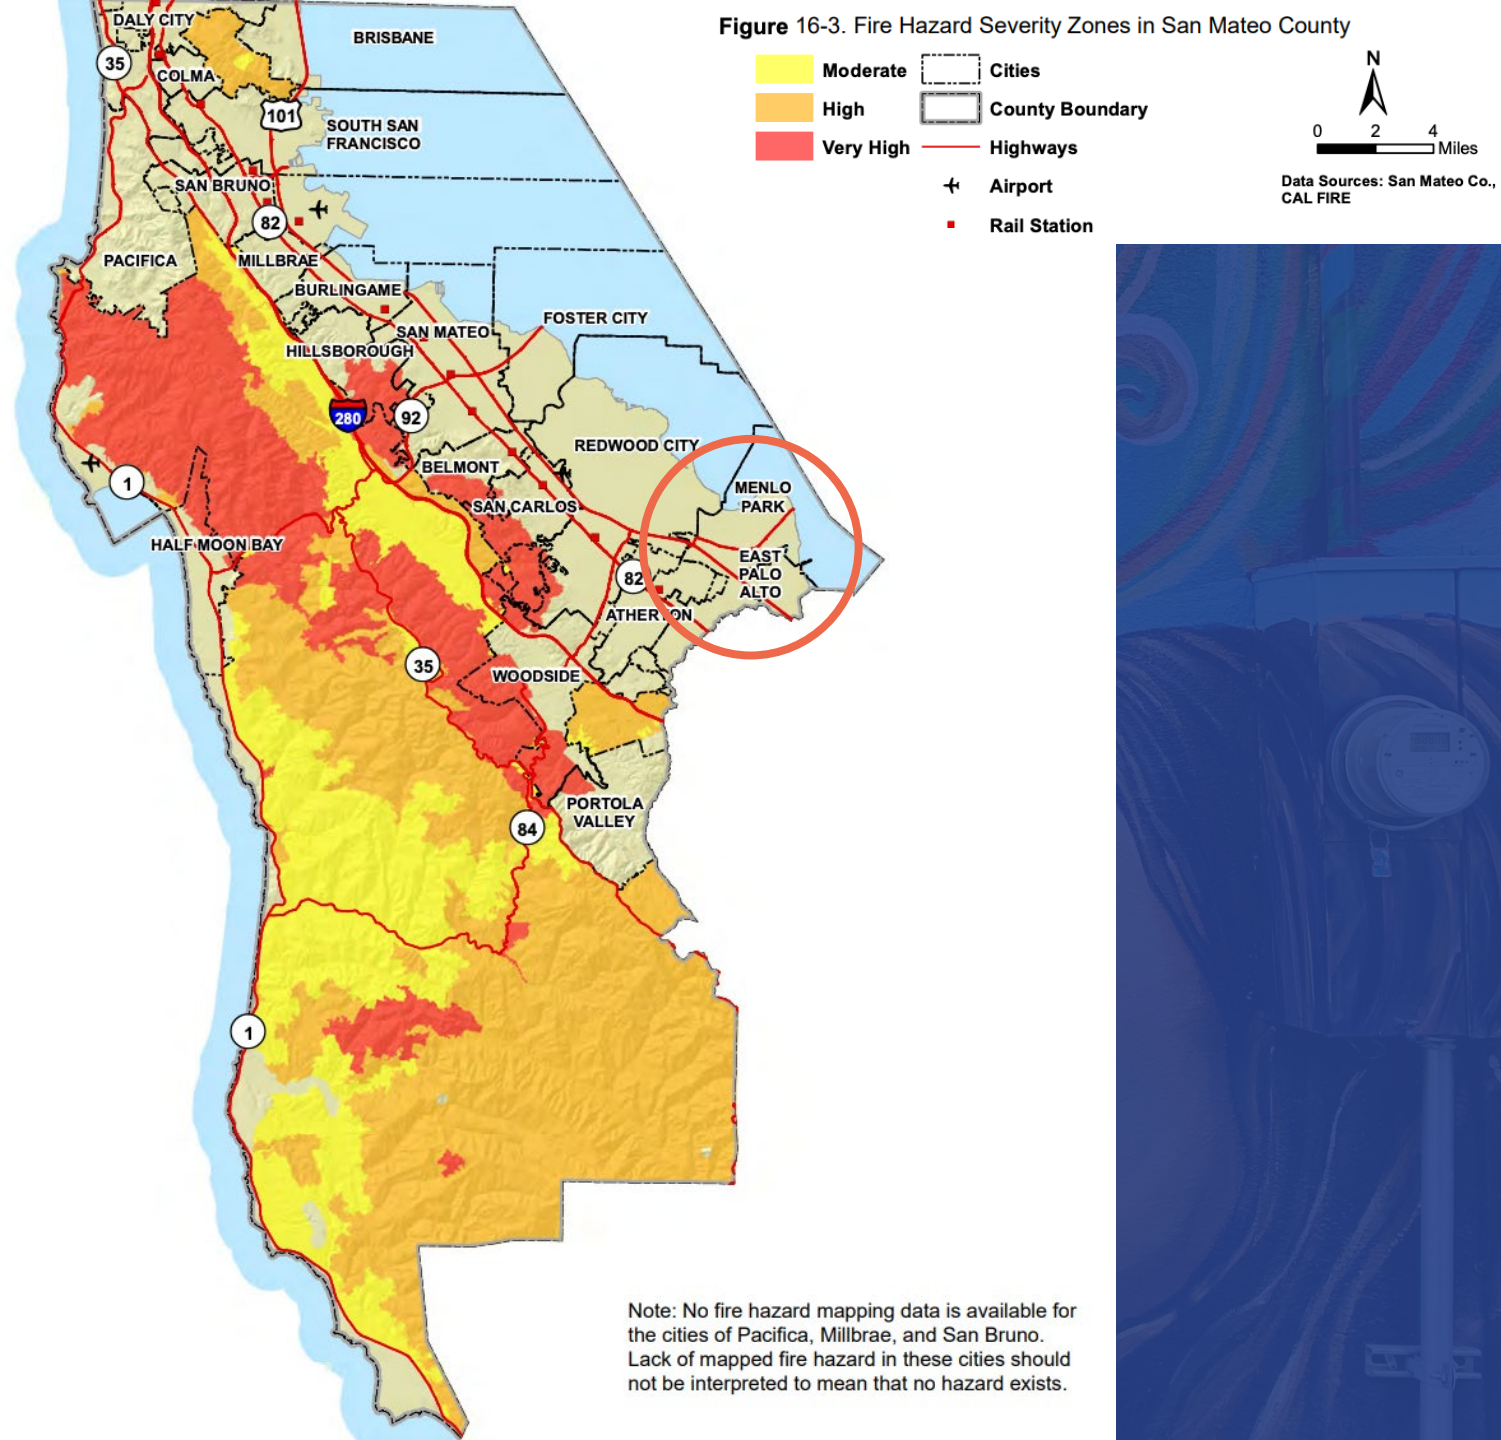 Figure 16-3. Fire Hazard Severity Zones in San Mateo County
Moderate
High
Very High
Cities
County Boundary
Highways
Airport
Rail Station
N
0 2 4
Miles
Data Sources: San Mateo Co.,
CAL FIRE
DALY CITY
BRISBANE
35
COLMA
101
SOUTH SAN
FRANCISCO
SAN BRUNO
82
PACIFICA
MILLBRAE
BURLINGAME
SAN MATEO
FOSTER CITY
HILLSBOROUGH
280
92
REDWOOD CITY
BELMONT
1
SAN CARLOS
MENLO
PARK
HALF MOON BAY
EAST
PALO
ALTO
82
ATHERTON
35
WOODSIDE
PORTOLA
VALLEY
84
1
Note: No fire hazard mapping data is available for
the cities of Pacifica, Millbrae, and San Bruno.
Lack of mapped fire hazard in these cities should
not be interpreted to mean that no hazard exists.